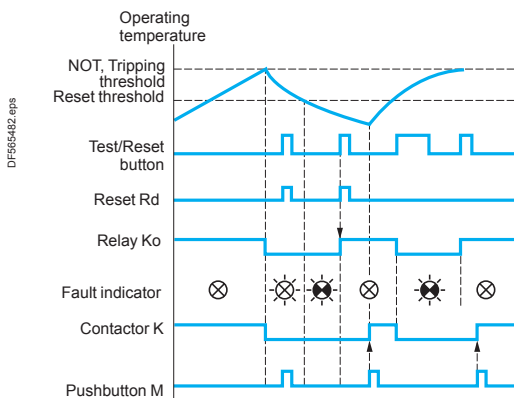 Operating
temperature
NOT, Tripping
threshold
Reset threshold
DF565482.eps
Test/Reset
button
Reset Rd
Relay Ko
Fault indicator
Contactor K
Pushbutton M